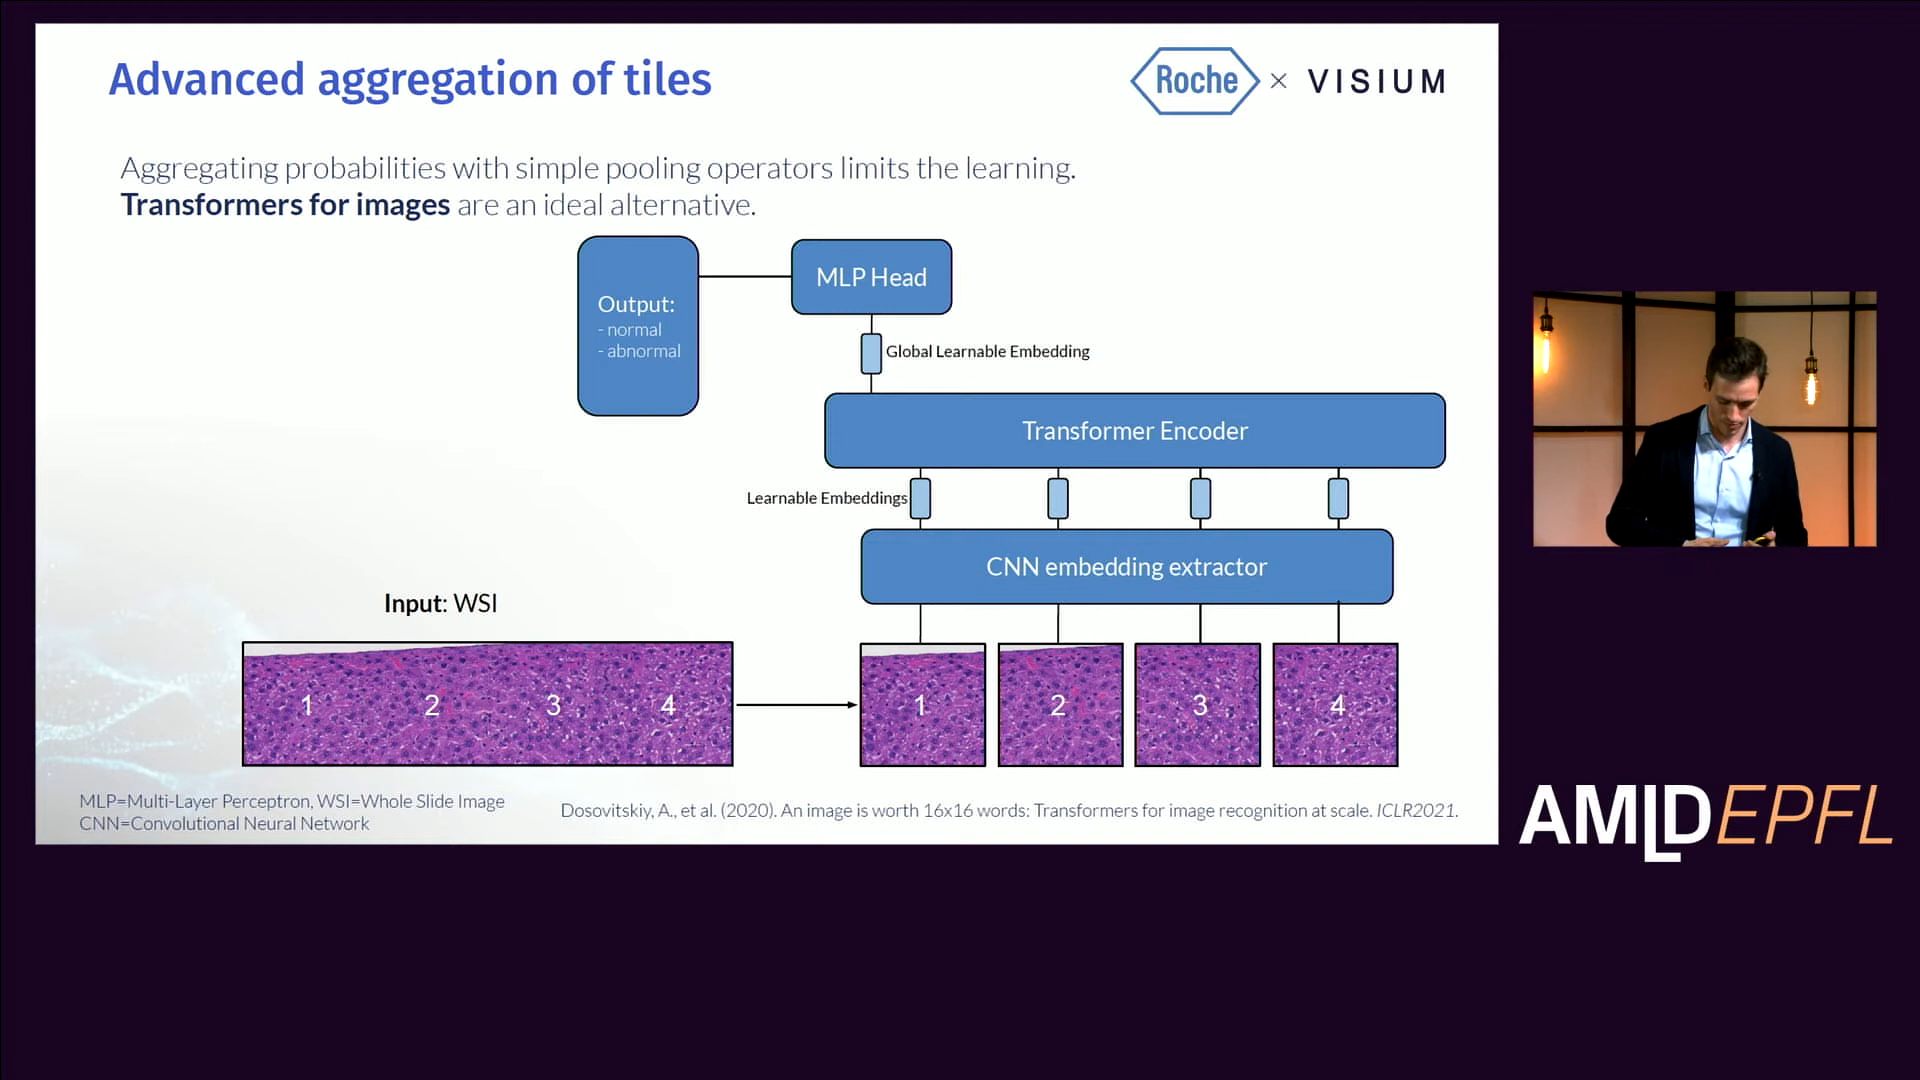 Advanced aggregation of tiles
Roche × VISIUM
Aggregating probabilities with simple pooling operators limits the learning.
Transformers for images are an ideal alternative.
Output:
- normal
- abnormal
MLP Head
Global Learnable Embedding
Transformer Encoder
Learnable Embeddings
CNN embedding extractor
Input: WSI
1 2 3 4
1 2 3 4
MLP=Multi-Layer Perceptron, WSI=Whole Slide Image
CNN=Convolutional Neural Network
Dosovitskiy, A., et al. (2020). An image is worth 16x16 words: Transformers for image recognition at scale. ICLR2021.
AMLD EPFL